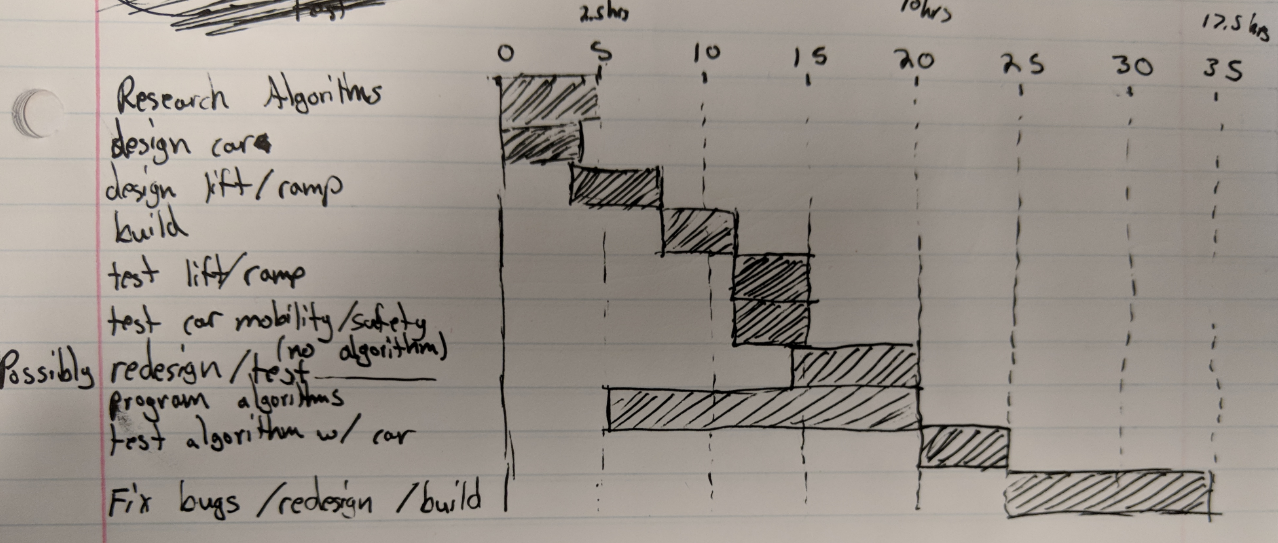 2.5hrs 10hrs 17.5hrs
0 5 10 15 20 25 30 35
Research Algorithms
design car
design lift/ramp
build
test lift/ramp
test car mobility/safety
(no algorithm)
Possibly redesign/test
program algorithms
test algorithm w/ car
Fix bugs/redesign/build